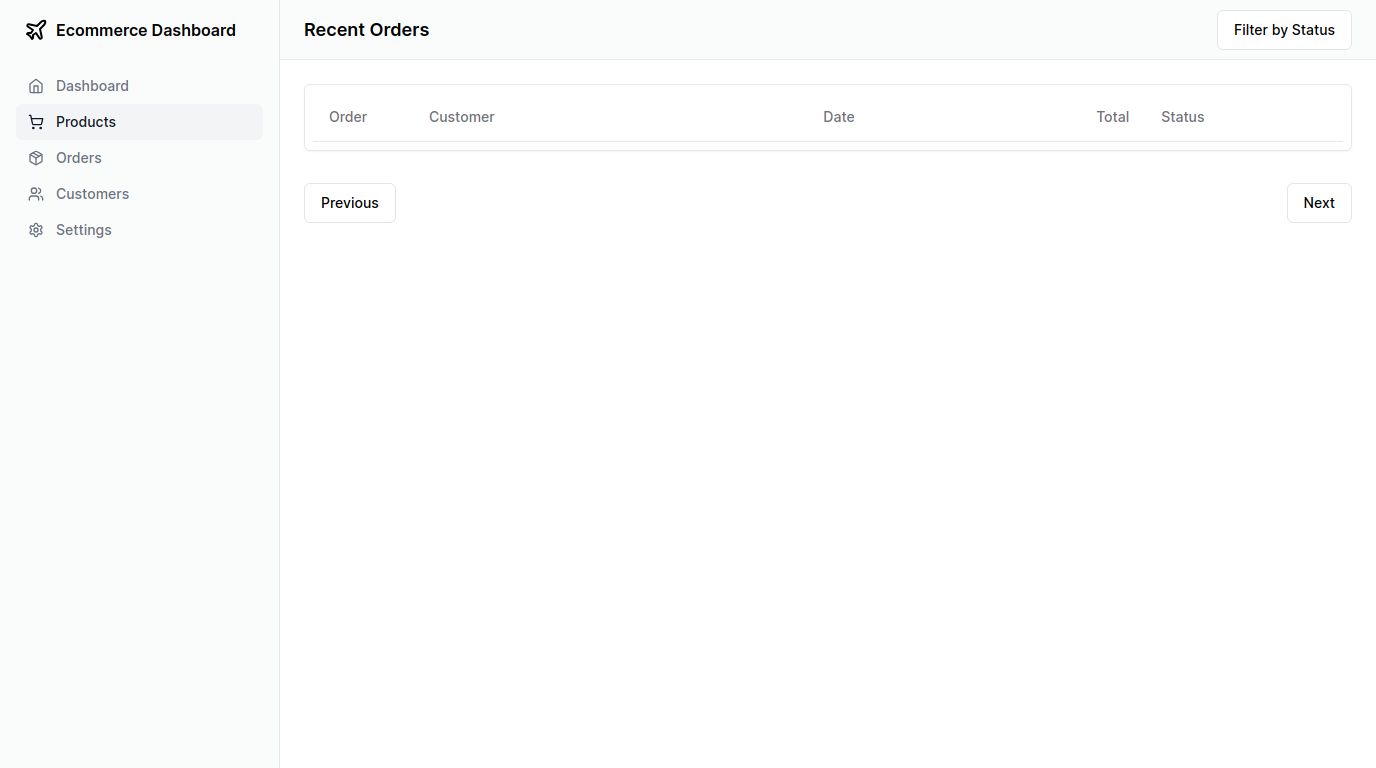 Ecommerce Dashboard
Dashboard
Products
Orders
Customers
Settings
Recent Orders
Filter by Status
Order Customer Date Total Status
Previous
Next